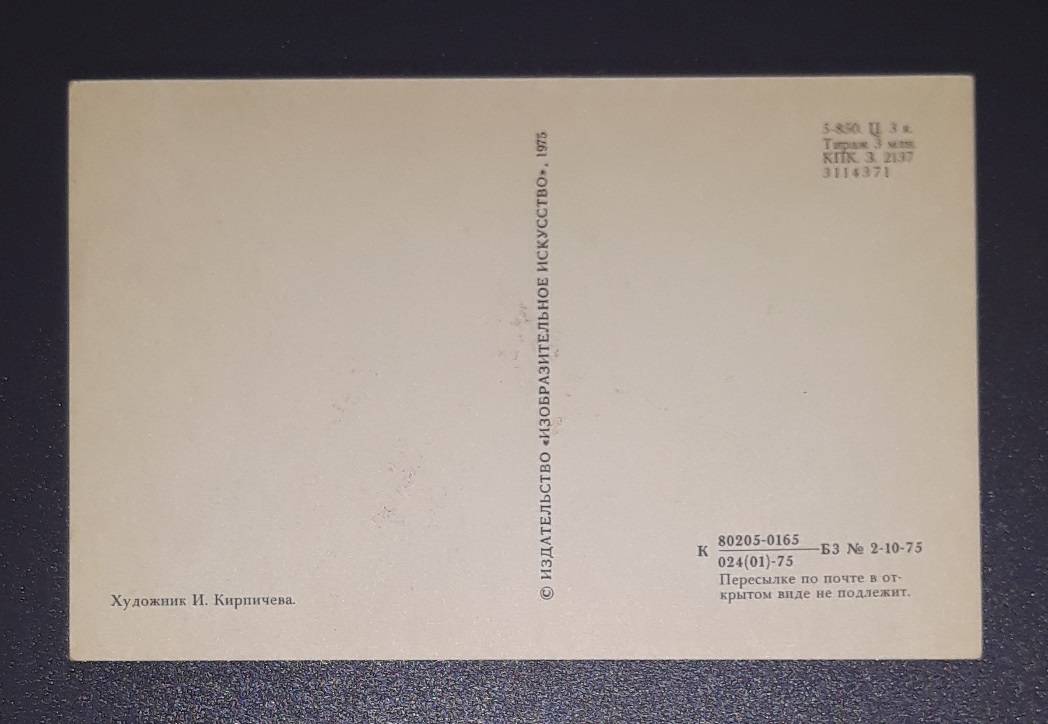 5-850. Ц. 3 к.
Тираж 3 млн.
КПК. З. 2137
3114371
© ИЗДАТЕЛЬСТВО «ИЗОБРАЗИТЕЛЬНОЕ ИСКУССТВО», 1975
К 80205-0165 БЗ № 2-10-75
024(01)-75
Пересылке по почте в от-
крытом виде не подлежит.
Художник И. Кирпичева.